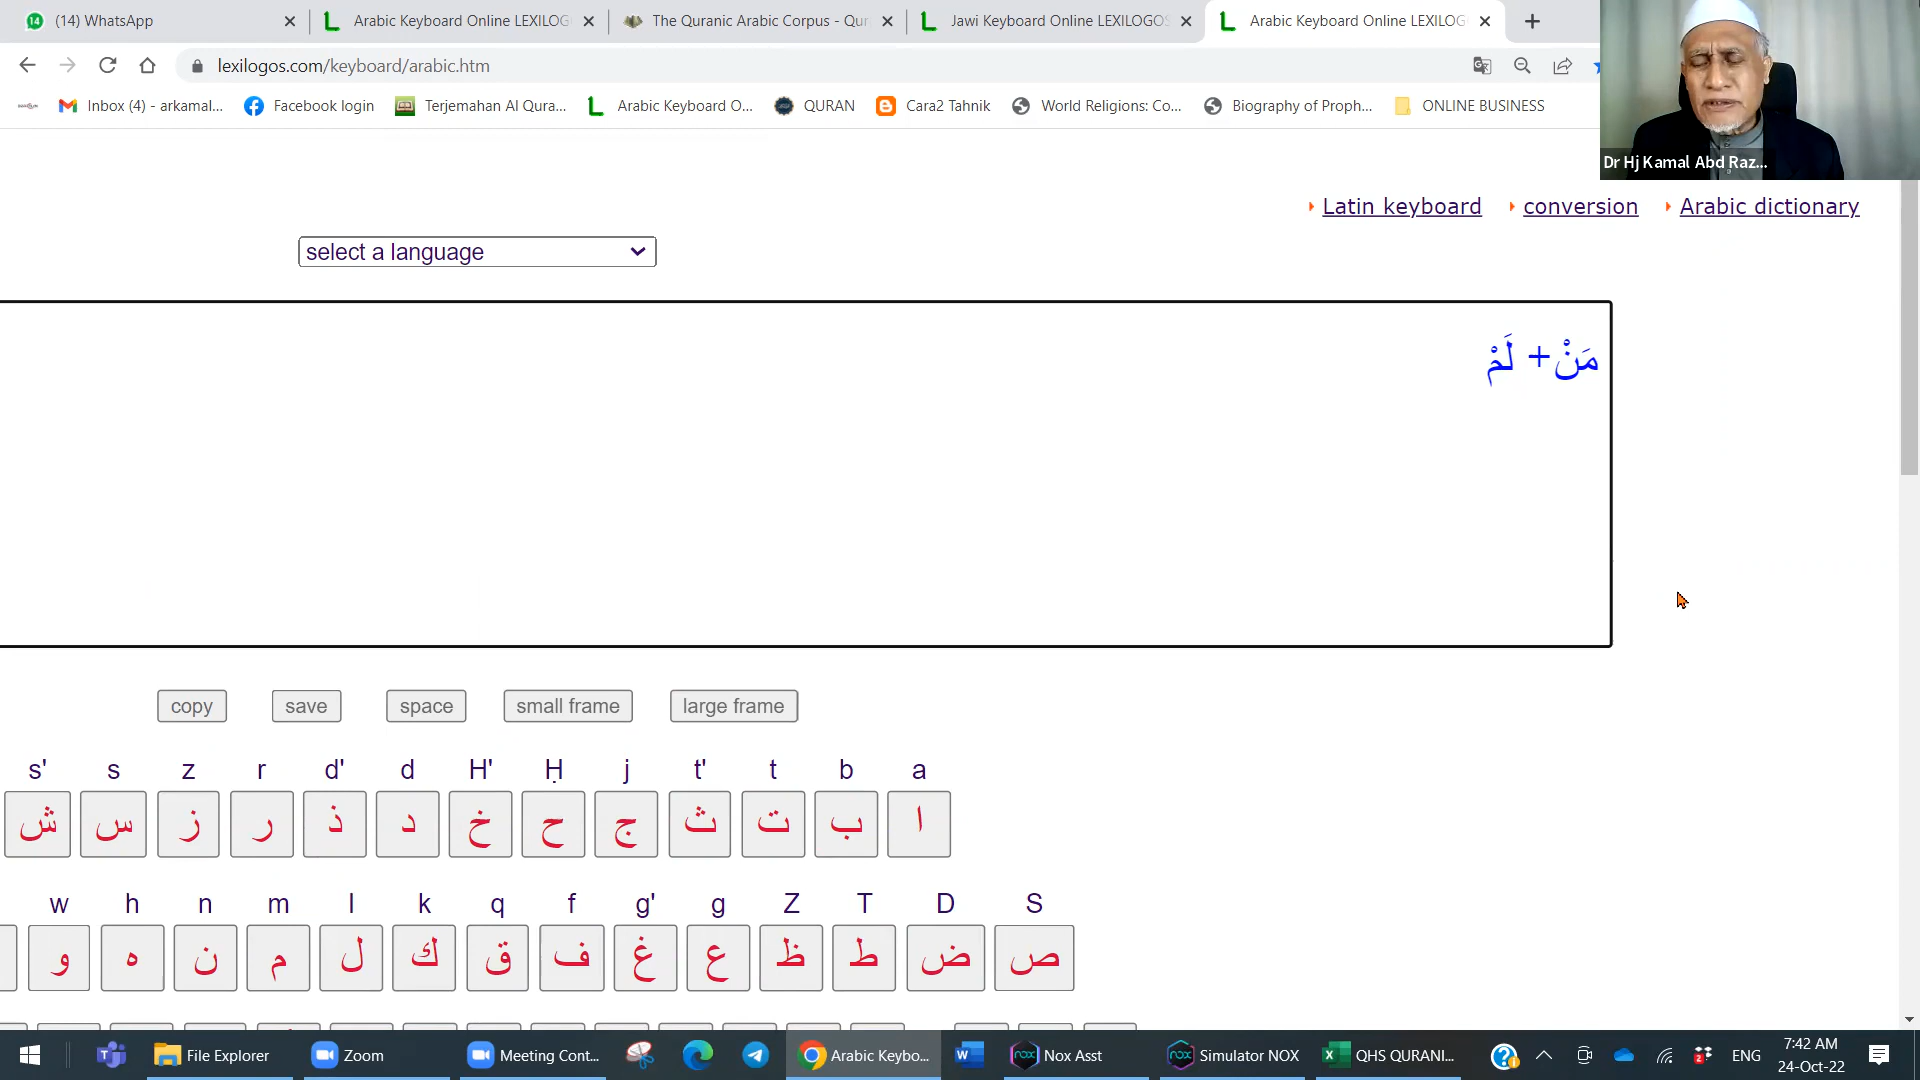 (14) WhatsApp
Arabic Keyboard Online LEXILOG
The Quranic Arabic Corpus - Qu
Jawi Keyboard Online LEXILOGOS
Arabic Keyboard Online LEXILOG
lexilogos.com/keyboard/arabic.htm
Inbox (4) - arkamal...
Facebook login
Terjemahan Al Qura...
Arabic Keyboard O...
QURAN
Cara2 Tahnik
World Religions: Co...
Biography of Proph...
ONLINE BUSINESS
Dr Hj Kamal Abd Raz...
Latin keyboard
conversion
Arabic dictionary
select a language
مَنْ+ لَمْ
copy save space small frame large frame
s' s z r d' d H' Ḥ j t' t b a
ش س ز ر ذ د خ ح ج ث ت ب ا
w h n m l k q f g' g Z T D S
و ه ن م ل ك ق ف غ ع ظ ط ض ص
File Explorer
Zoom
Meeting Cont...
Arabic Keybo...
Nox Asst
Simulator NOX
QHS QURANI...
ENG
7:42 AM
24-Oct-22